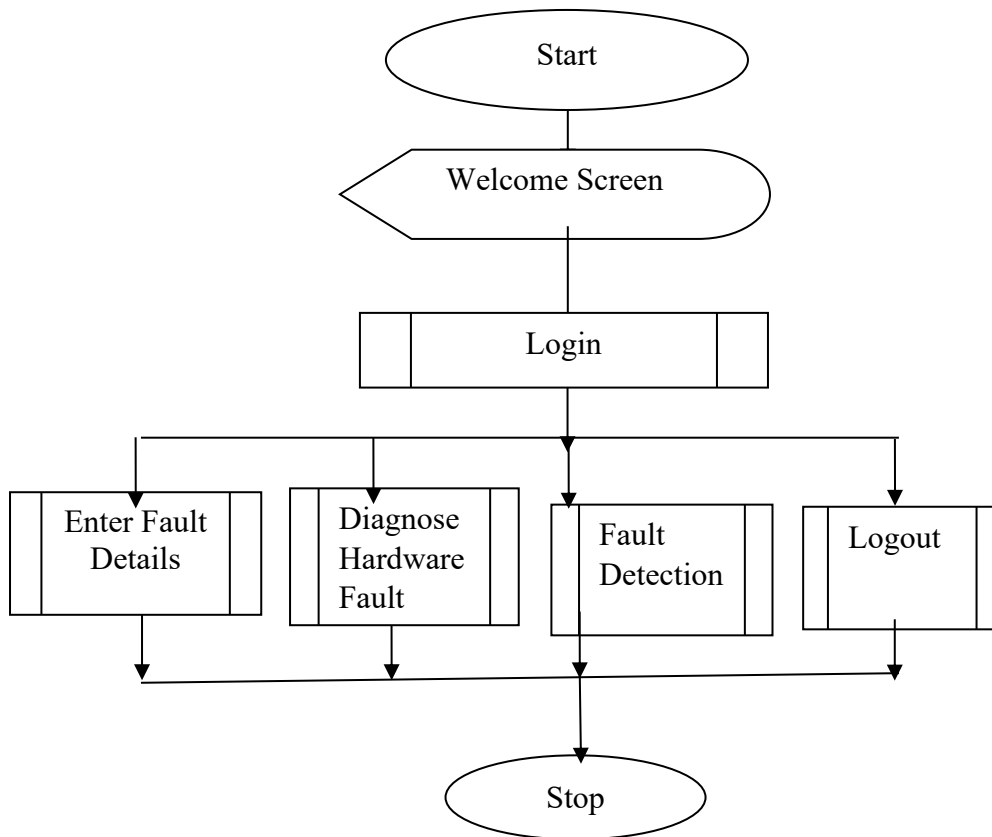 Start
Welcome Screen
Login
Enter Fault
Details
Diagnose
Hardware
Fault
Fault
Detection
Logout
Stop